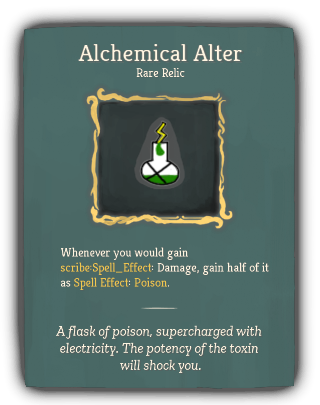 Alchemical Alter
Rare Relic
Whenever you would gain
scribe:Spell_Effect: Damage, gain half of it
as Spell Effect: Poison.
A flask of poison, supercharged with
electricity. The potency of the toxin
will shock you.